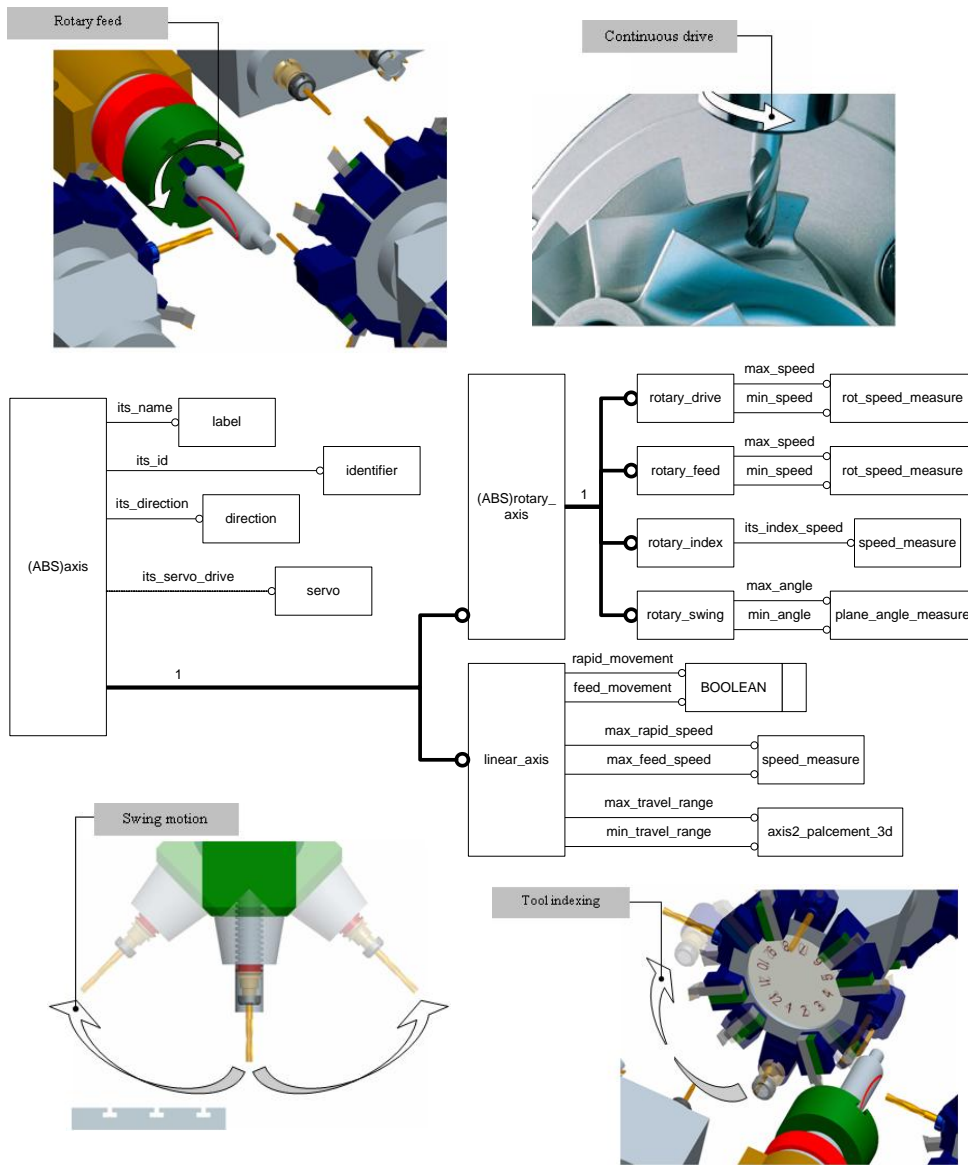 Rotary feed
Continuous drive
(ABS)axis
its_name
label
its_id
identifier
its_direction
direction
its_servo_drive
servo
1
(ABS)rotary_
axis
1
rotary_drive
max_speed
min_speed
rot_speed_measure
rotary_feed
max_speed
min_speed
rot_speed_measure
rotary_index
its_index_speed
speed_measure
rotary_swing
max_angle
min_angle
plane_angle_measure
linear_axis
rapid_movement
feed_movement
BOOLEAN
max_rapid_speed
max_feed_speed
speed_measure
max_travel_range
min_travel_range
axis2_palcement_3d
Swing motion
Tool indexing